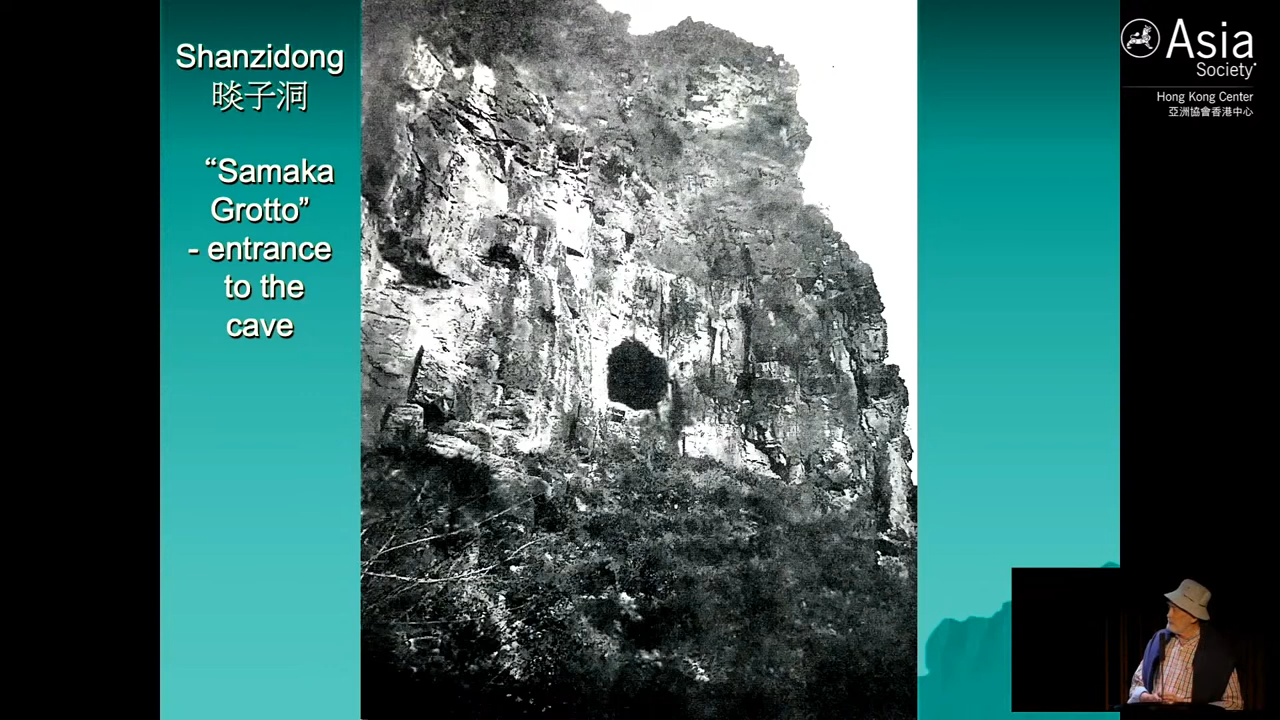 Shanzidong
睒子洞
“Samaka
Grotto”
- entrance
to the
cave
Asia
Society
Hong Kong Center
亞洲協會香港中心